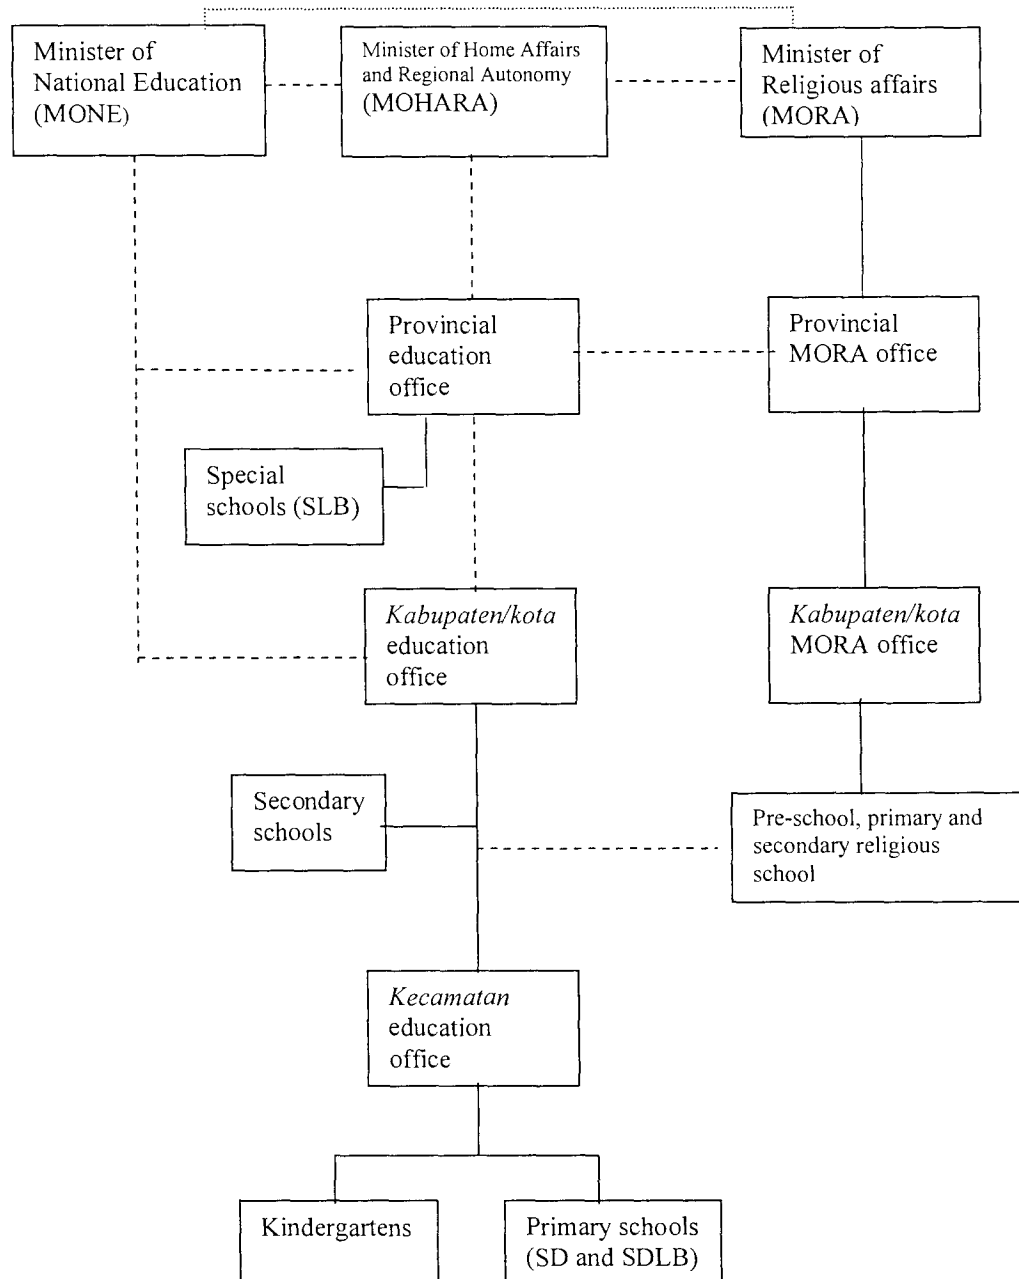 Minister of
National Education
(MONE)
Minister of Home Affairs
and Regional Autonomy
(MOHARA)
Minister of
Religious affairs
(MORA)
Provincial
education
office
Provincial
MORA office
Special
schools (SLB)
Kabupaten/kota
education
office
Kabupaten/kota
MORA office
Secondary
schools
Pre-school, primary and
secondary religious
school
Kecamatan
education
office
Kindergartens
Primary schools
(SD and SDLB)